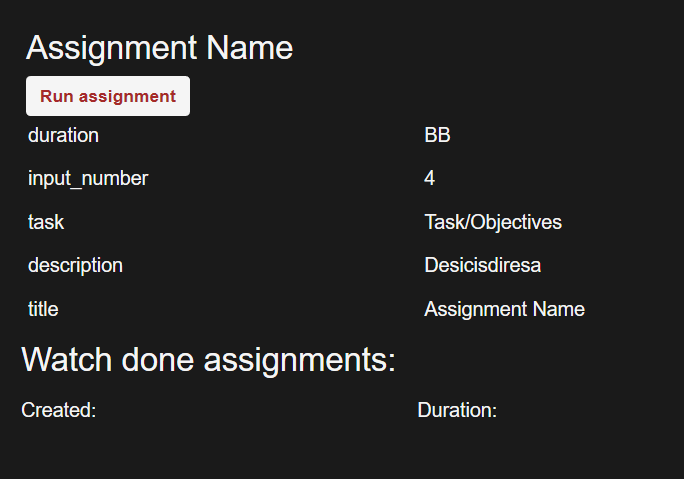 Assignment Name
Run assignment
duration BB
input_number 4
task Task/Objectives
description Desicisdiresa
title Assignment Name
Watch done assignments:
Created: Duration: